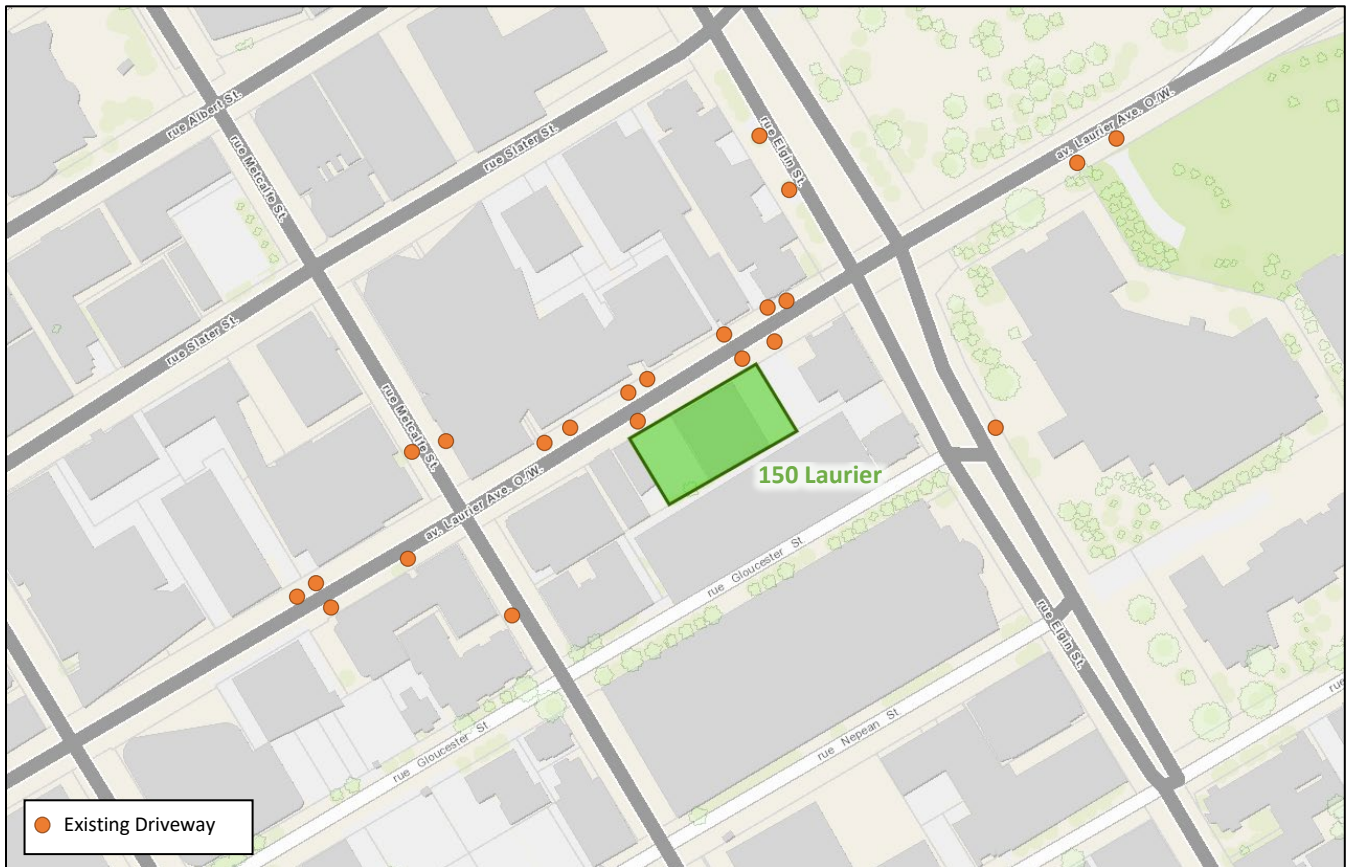 rue Albert St.
rue Metcalfe St.
rue Slater St.
rue Elgin St.
av. Laurier Ave. O./W.
rue Slater St.
rue Metcalfe St.
150 Laurier
av. Laurier Ave. O./W.
rue Gloucester St
rue Elgin St.
rue
rue Nepean St
rue Gloucester St
Existing Driveway